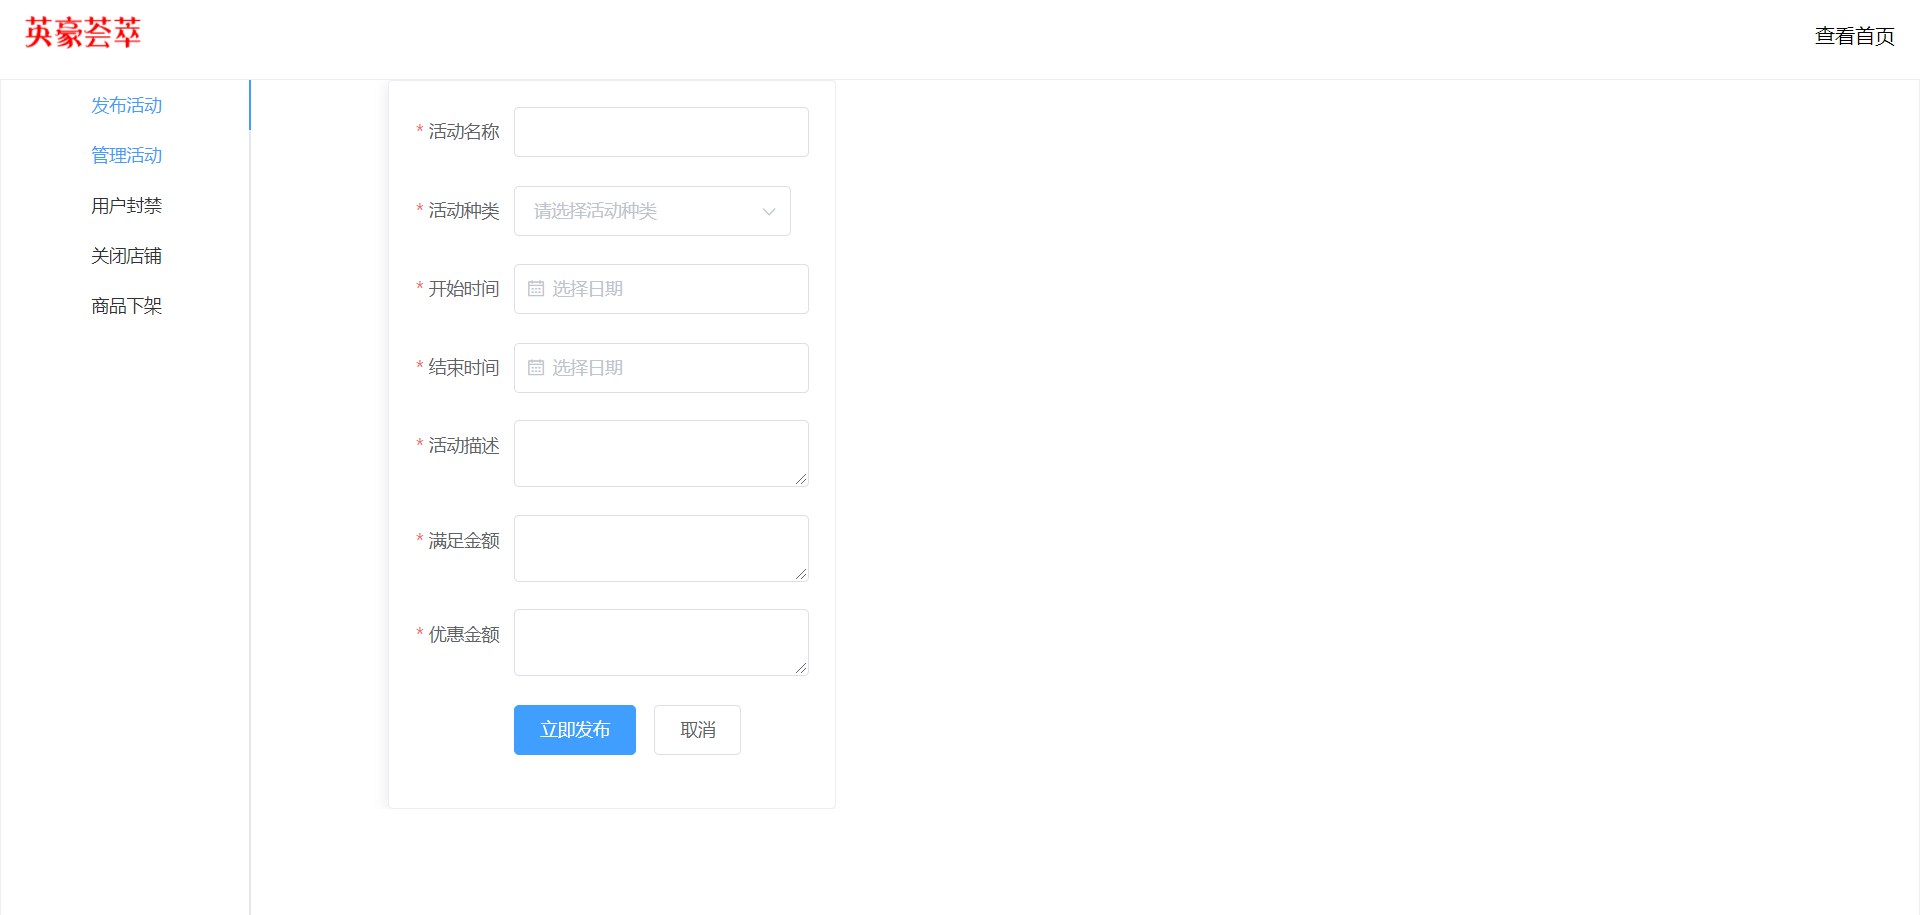 英豪荟萃
查看首页
发布活动
管理活动
用户封禁
关闭店铺
商品下架
* 活动名称
* 活动种类
请选择活动种类
* 开始时间
选择日期
* 结束时间
选择日期
* 活动描述
* 满足金额
* 优惠金额
立即发布
取消